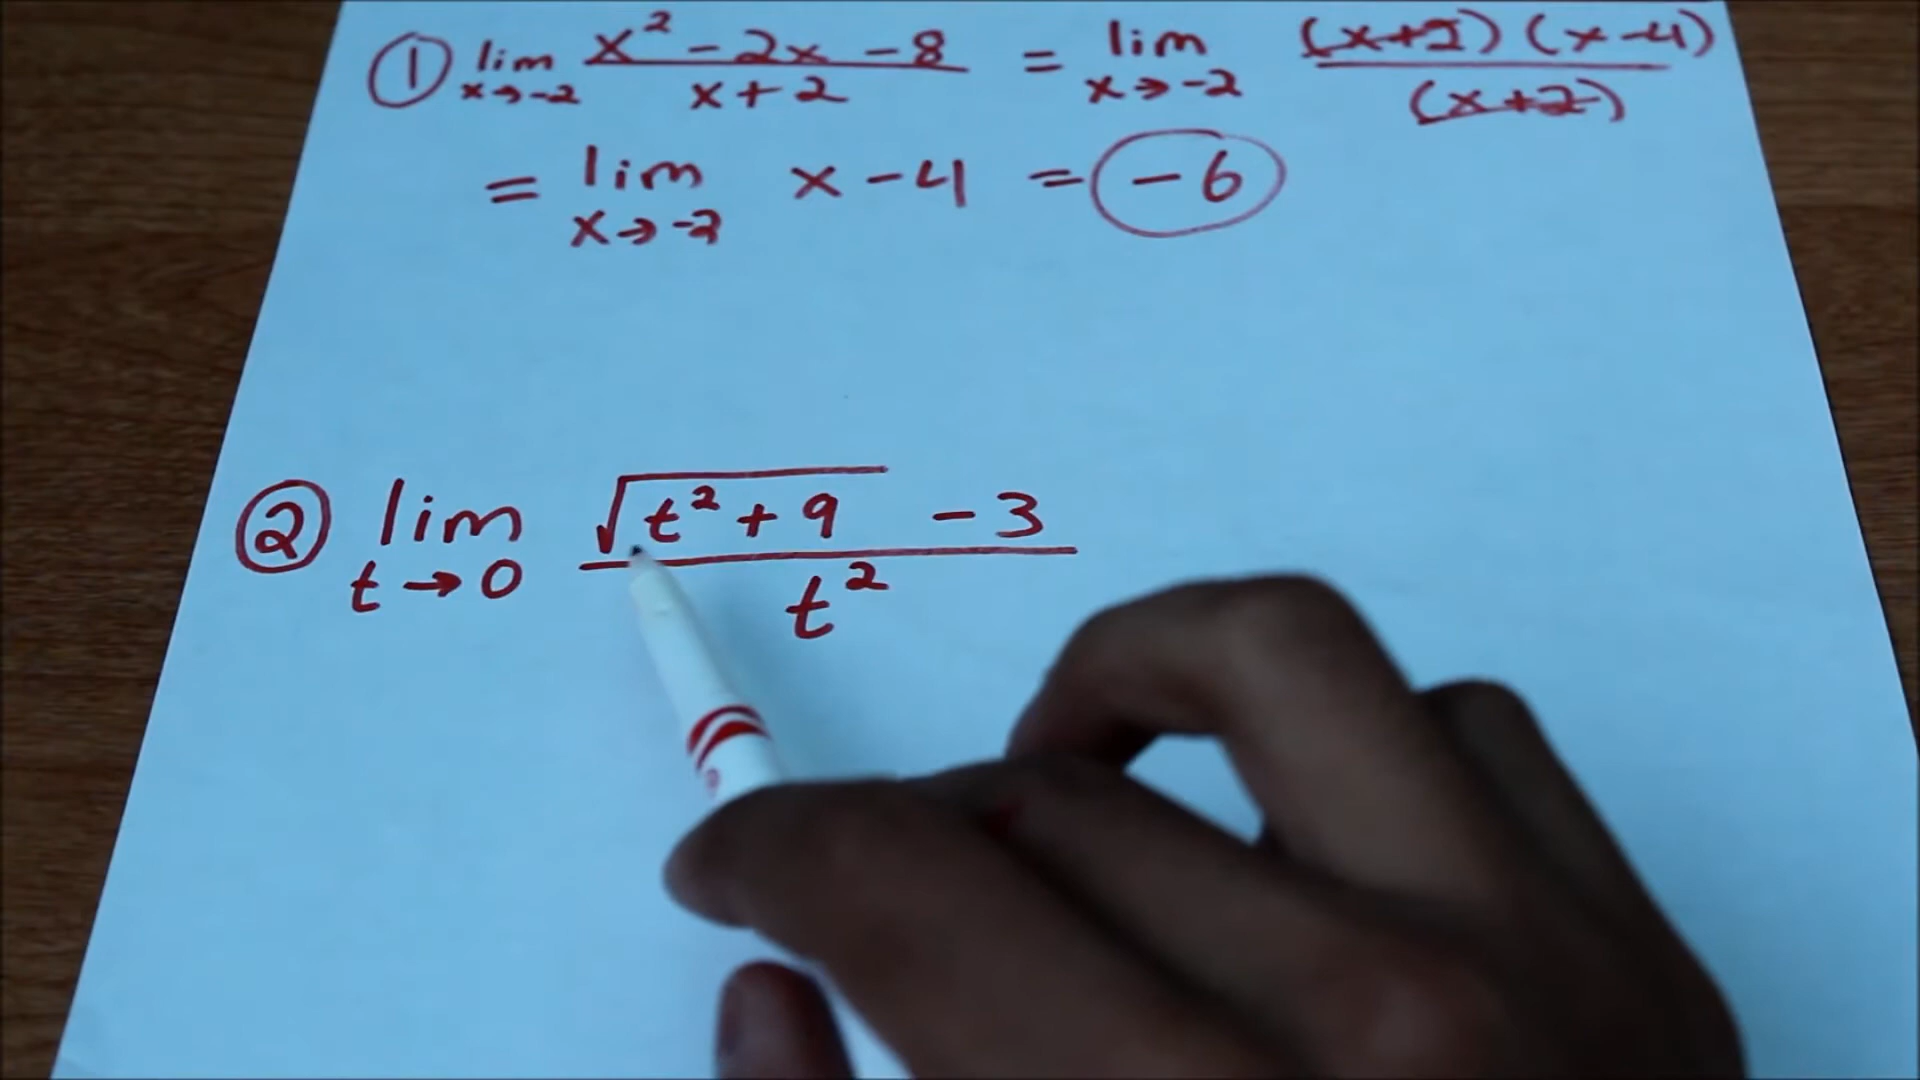 ① lim x→-2 (x² - 2x - 8)/(x + 2) = lim x→-2 (x+2)(x-4)/(x+2)
= lim x→-2 x - 4 = -6
② lim t→0 (√(t² + 9) - 3)/t²